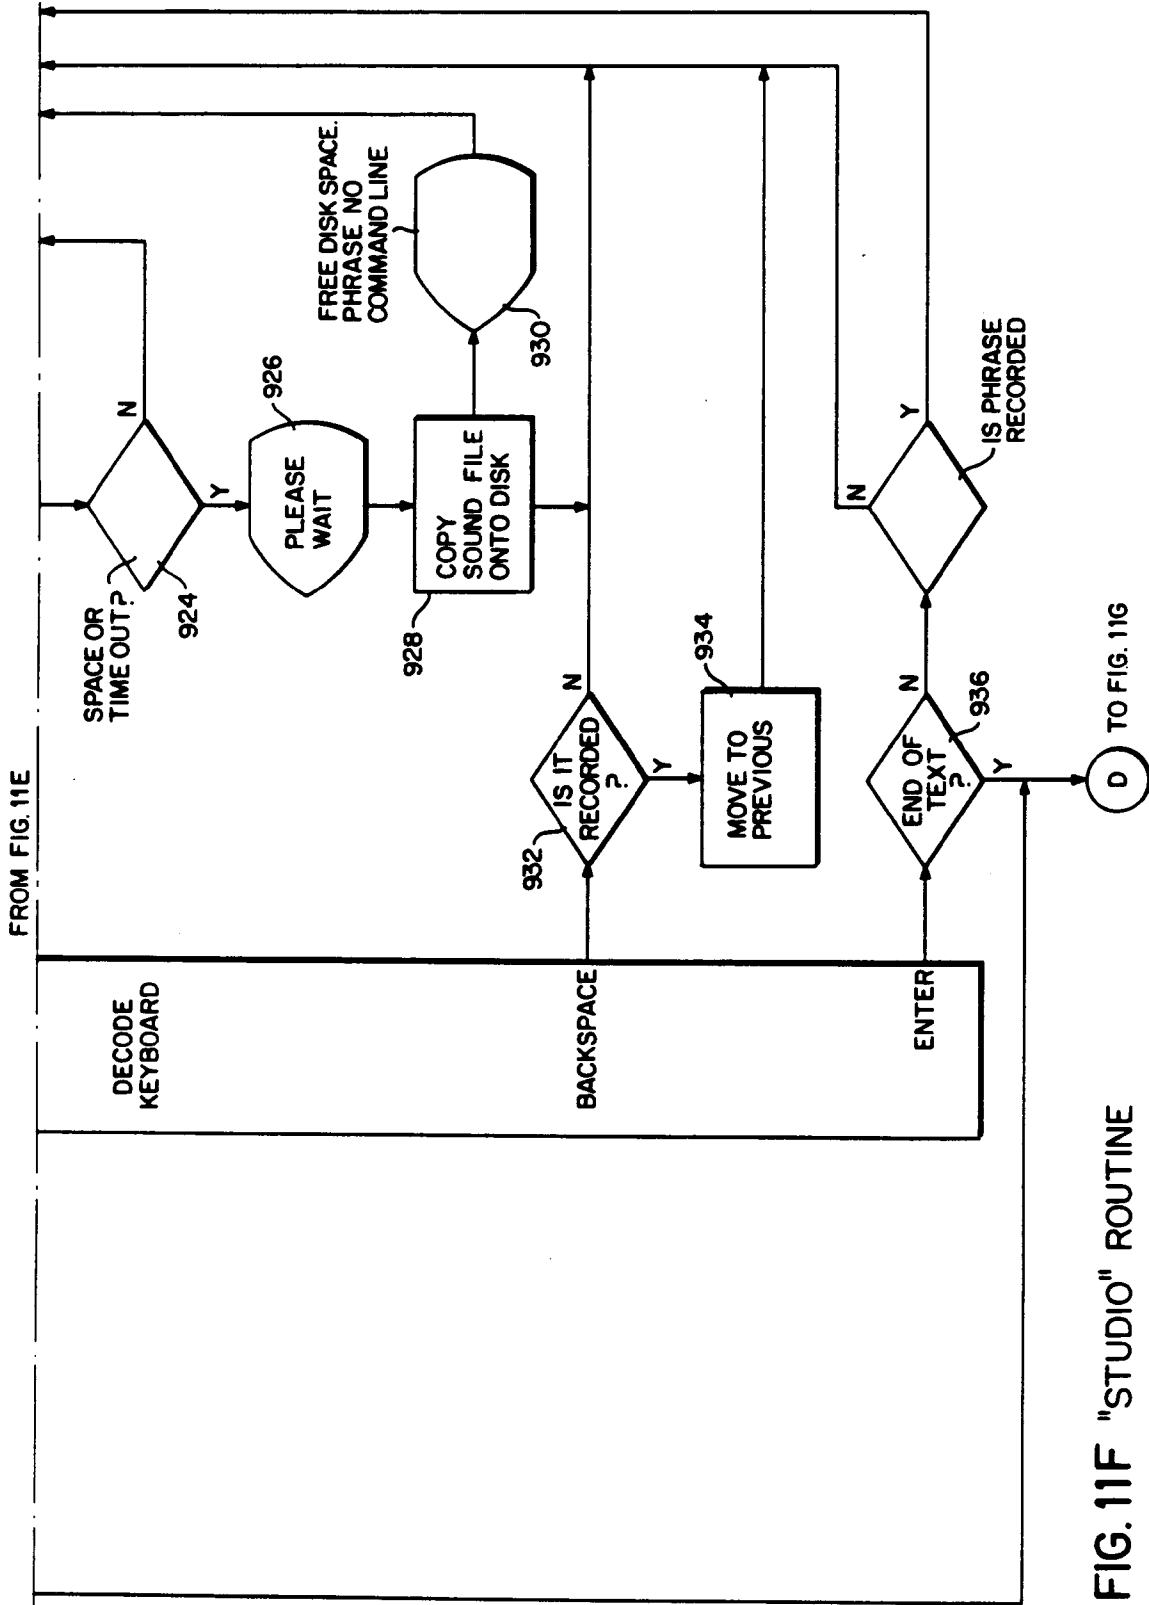 FROM FIG. 11E
DECODE
KEYBOARD
SPACE OR
TIME OUT?
924
N
Y
PLEASE
WAIT
926
COPY
SOUND FILE
ONTO DISK
928
FREE DISK SPACE.
PHRASE NO
COMMAND LINE
930
BACKSPACE
IS IT
RECORDED
?
932
N
Y
MOVE TO
PREVIOUS
934
ENTER
END OF
TEXT
?
936
N
Y
IS PHRASE
RECORDED
N
Y
D
TO FIG. 11G
FIG. 11F "STUDIO" ROUTINE